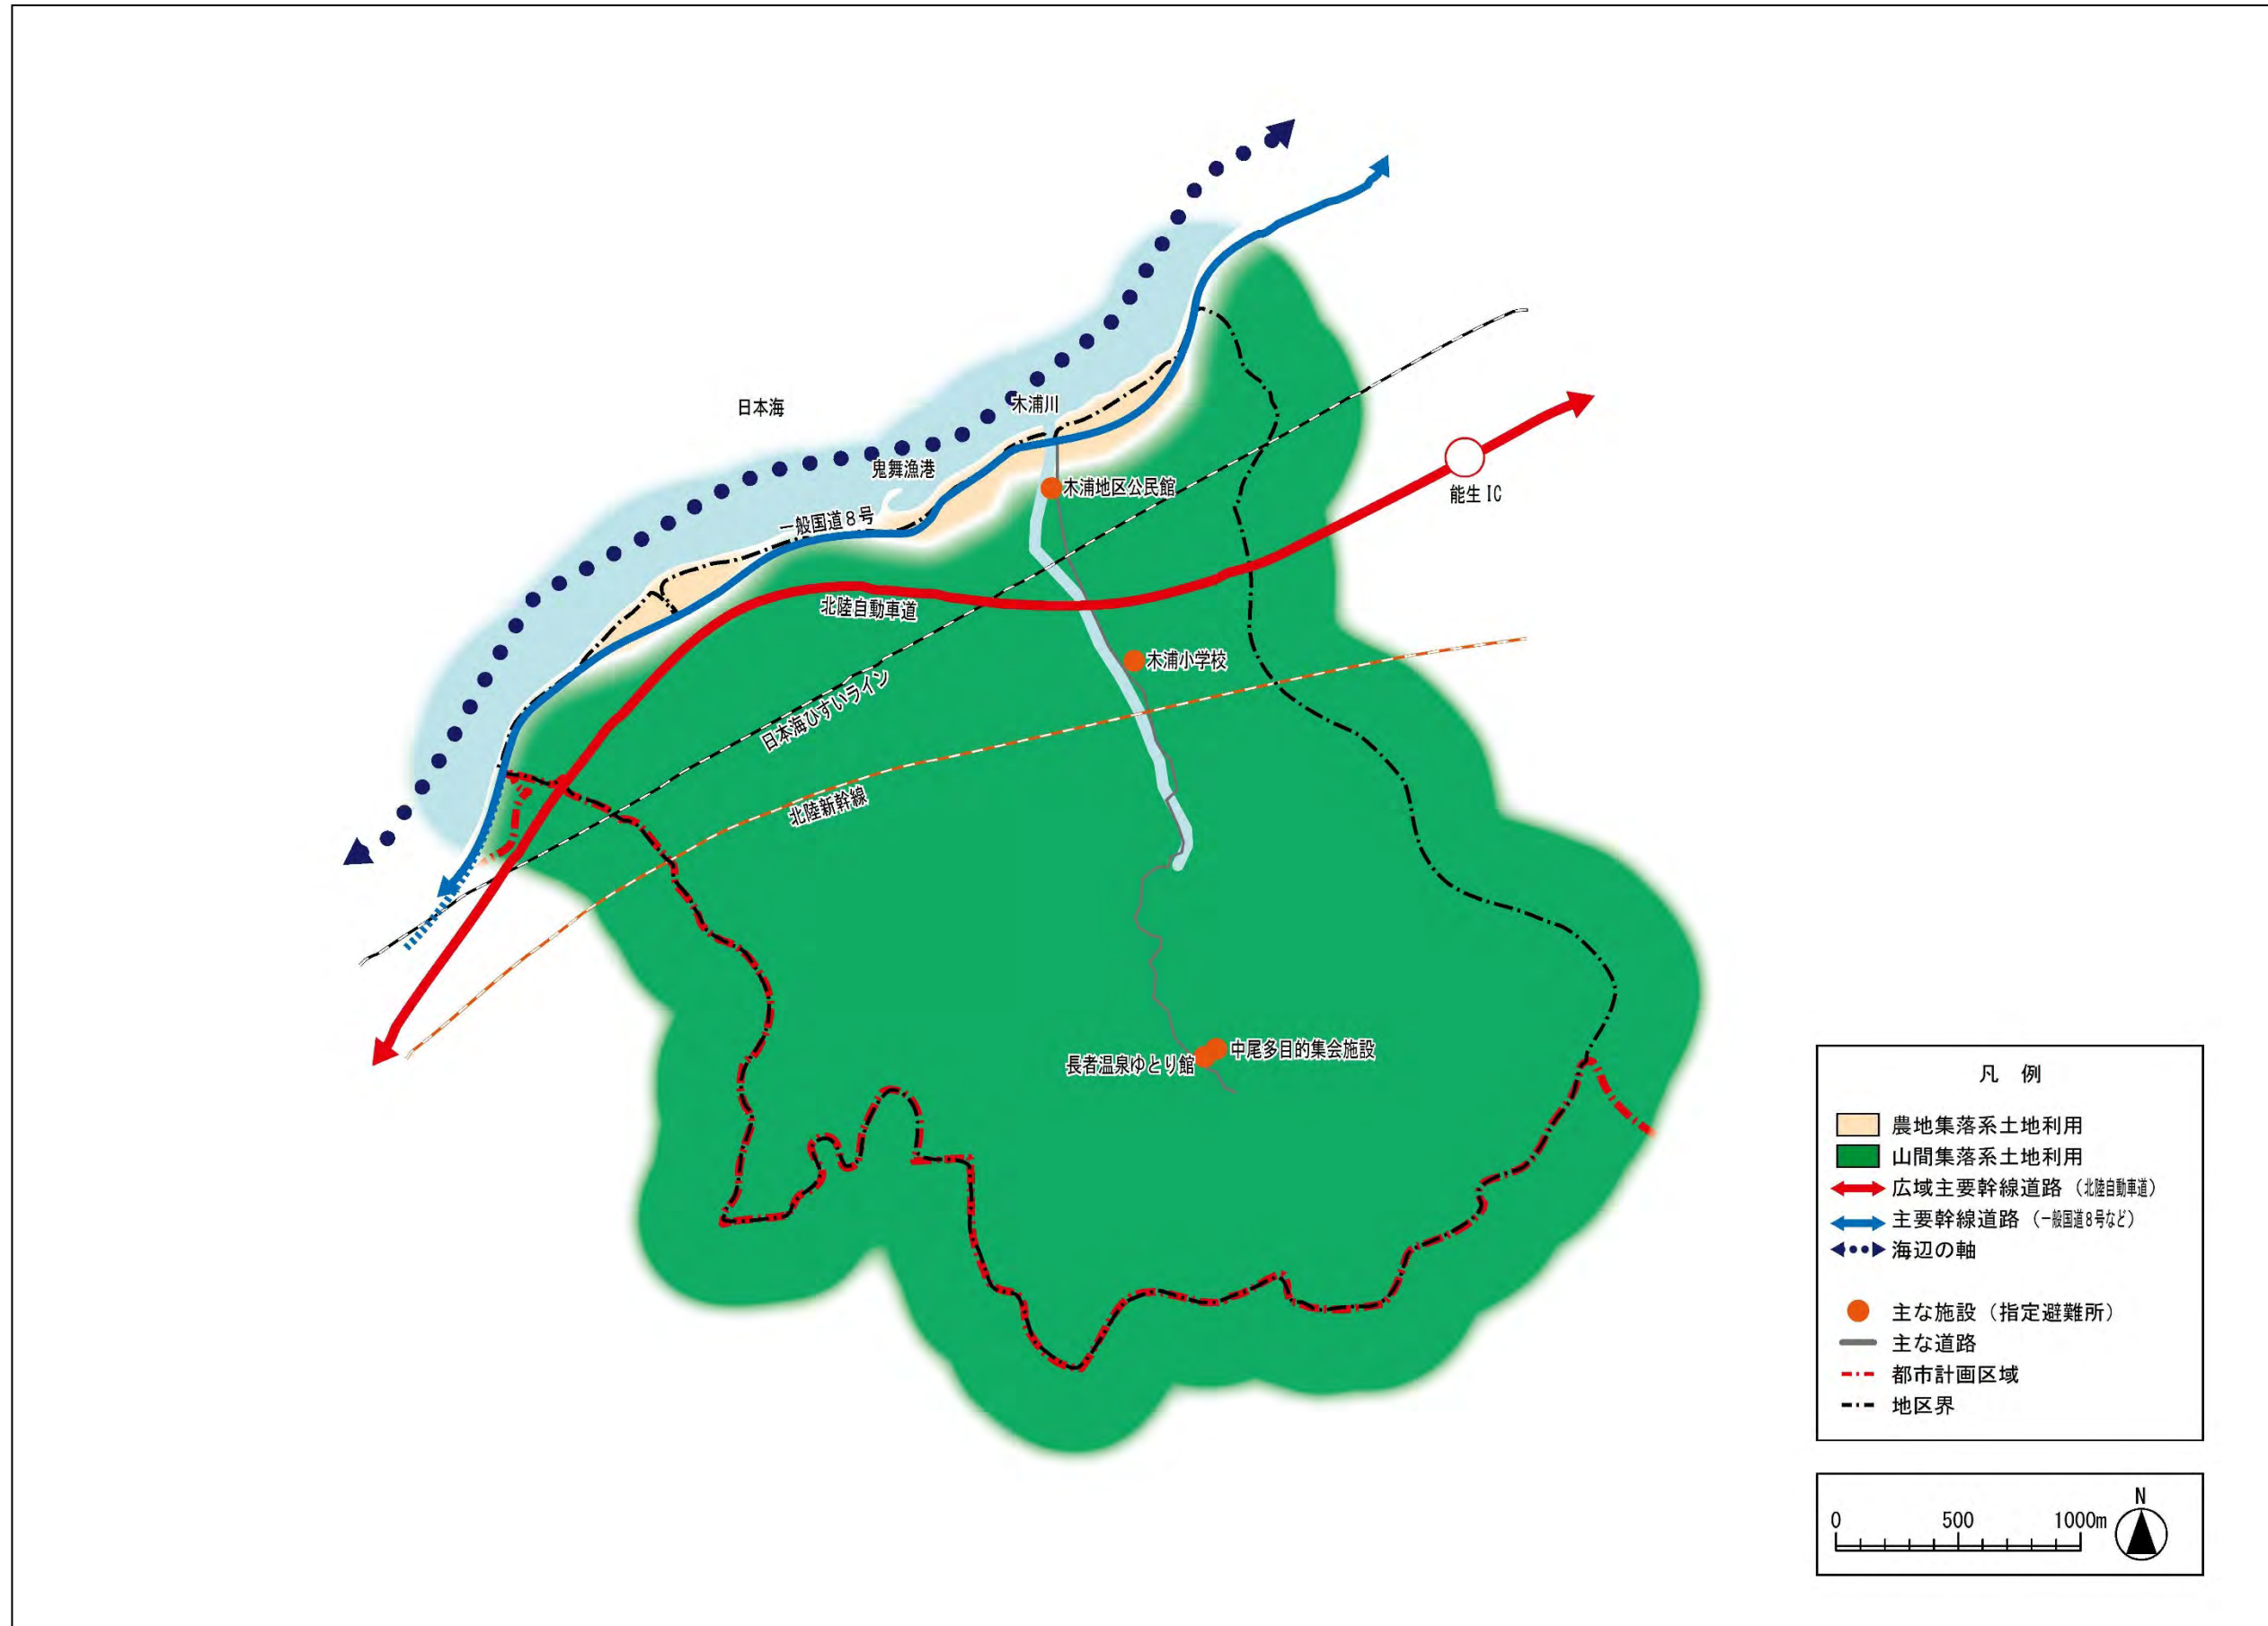 日本海
木浦川
鬼舞漁港
木浦地区公民館
能生 IC
一般国道8号
北陸自動車道
木浦小学校
日本海ひすいライン
北陸新幹線
中尾多目的集会施設
長者温泉ゆとり館
凡 例
農地集落系土地利用
山間集落系土地利用
広域主要幹線道路(北陸自動車道)
主要幹線道路(一般国道8号など)
海辺の軸
主な施設(指定避難所)
主な道路
都市計画区域
地区界
N
0 500 1000m